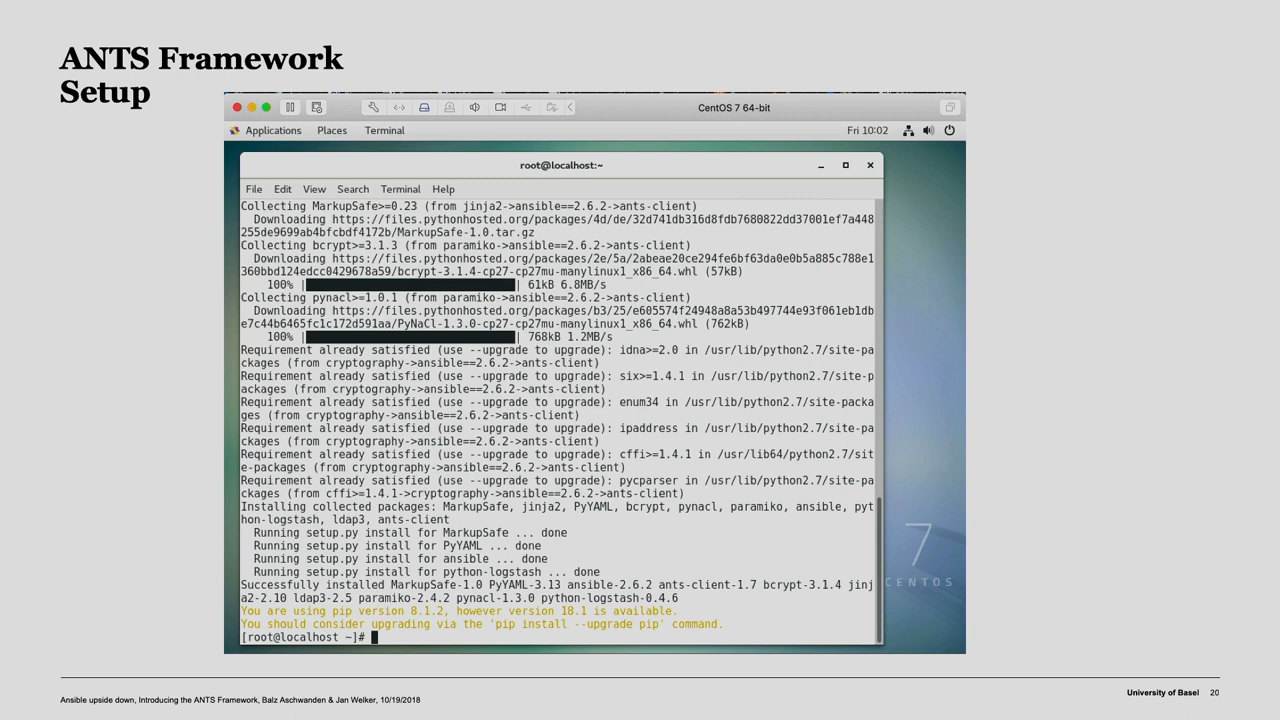 ANTS Framework
Setup
CentOS 7 64-bit
Applications Places Terminal Fri 10:02
root@localhost:~
File Edit View Search Terminal Help
Collecting MarkupSafe>=0.23 (from jinja2->ansible==2.6.2->ants-client)
Downloading https://files.pythonhosted.org/packages/4d/de/32d741db316d8fdb7680822dd37001ef7a448
255de9699ab4bfcbdf4172b/MarkupSafe-1.0.tar.gz
Collecting bcrypt>=3.1.3 (from paramiko->ansible==2.6.2->ants-client)
Downloading https://files.pythonhosted.org/packages/2e/5a/2abeae20ce294fe6bf63da0e0b5a885c788e1
360bbd124edcc0429678a59/bcrypt-3.1.4-cp27-cp27mu-manylinux1_x86_64.whl (57kB)
100% |████████████████████████████████| 61kB 6.8MB/s
Collecting pynacl>=1.0.1 (from paramiko->ansible==2.6.2->ants-client)
Downloading https://files.pythonhosted.org/packages/b3/25/e605574f24948a8a53b497744e93f061eb1db
e7c44b6465fc1c172d591aa/PyNaCl-1.3.0-cp27-cp27mu-manylinux1_x86_64.whl (762kB)
100% |████████████████████████████████| 768kB 1.2MB/s
Requirement already satisfied (use --upgrade to upgrade): idna>=2.0 in /usr/lib/python2.7/site-pa
ckages (from cryptography->ansible==2.6.2->ants-client)
Requirement already satisfied (use --upgrade to upgrade): six>=1.4.1 in /usr/lib/python2.7/site-p
ackages (from cryptography->ansible==2.6.2->ants-client)
Requirement already satisfied (use --upgrade to upgrade): enum34 in /usr/lib/python2.7/site-packa
ges (from cryptography->ansible==2.6.2->ants-client)
Requirement already satisfied (use --upgrade to upgrade): ipaddress in /usr/lib/python2.7/site-pa
ckages (from cryptography->ansible==2.6.2->ants-client)
Requirement already satisfied (use --upgrade to upgrade): cffi>=1.4.1 in /usr/lib64/python2.7/sit
e-packages (from cryptography->ansible==2.6.2->ants-client)
Requirement already satisfied (use --upgrade to upgrade): pycparser in /usr/lib/python2.7/site-pa
ckages (from cffi>=1.4.1->cryptography->ansible==2.6.2->ants-client)
Installing collected packages: MarkupSafe, jinja2, PyYAML, bcrypt, pynacl, paramiko, ansible, pyt
hon-logstash, ldap3, ants-client
Running setup.py install for MarkupSafe ... done
Running setup.py install for PyYAML ... done
Running setup.py install for ansible ... done
Running setup.py install for python-logstash ... done
Successfully installed MarkupSafe-1.0 PyYAML-3.13 ansible-2.6.2 ants-client-1.7 bcrypt-3.1.4 jinj
a2-2.10 ldap3-2.5 paramiko-2.4.2 pynacl-1.3.0 python-logstash-0.4.6
You are using pip version 8.1.2, however version 18.1 is available.
You should consider upgrading via the 'pip install --upgrade pip' command.
[root@localhost ~]#
7
CENTOS
Ansible upside down, Introducing the ANTS Framework, Balz Aschwanden & Jan Welker, 10/19/2018
University of Basel 20